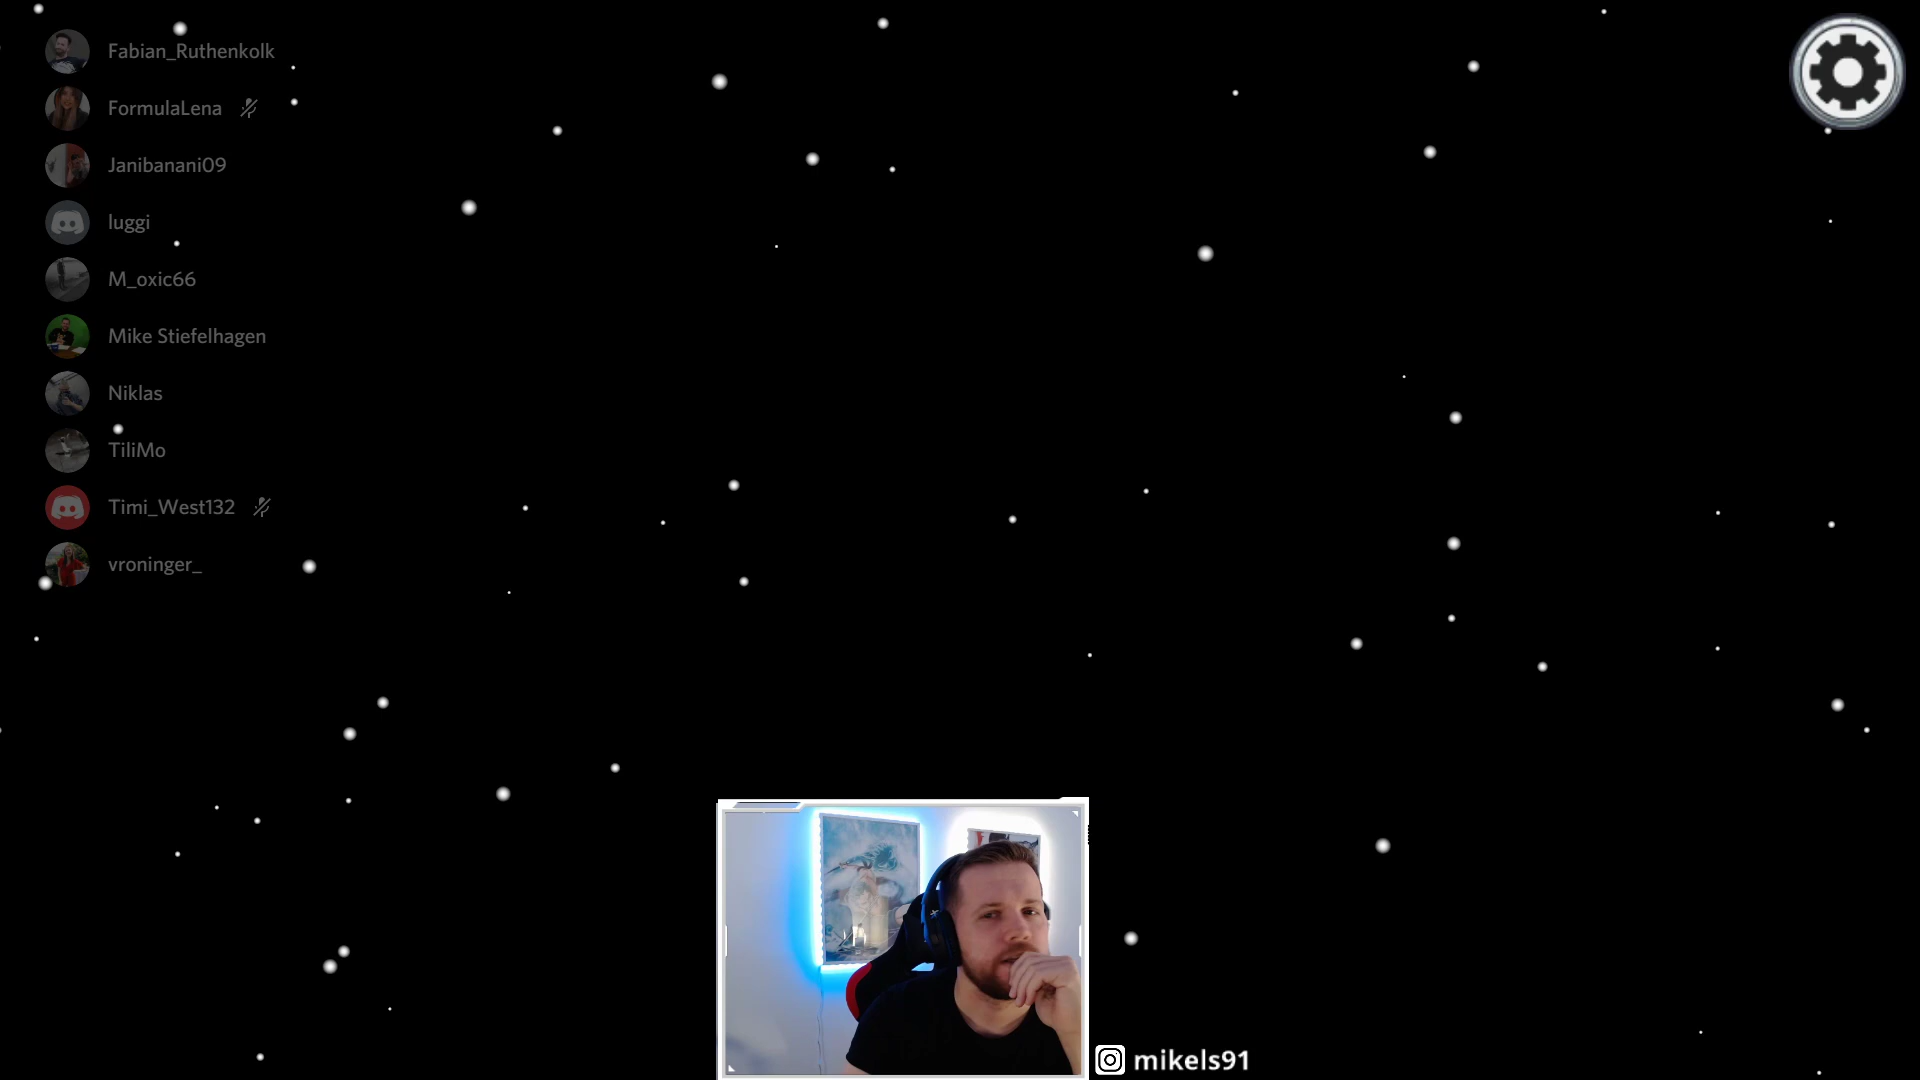 Fabian_Ruthenkolk
FormulaLena
Janibanani09
luggi
M_oxic66
Mike Stiefelhagen
Niklas
TiliMo
Timi_West132
vroninger_
mikels91